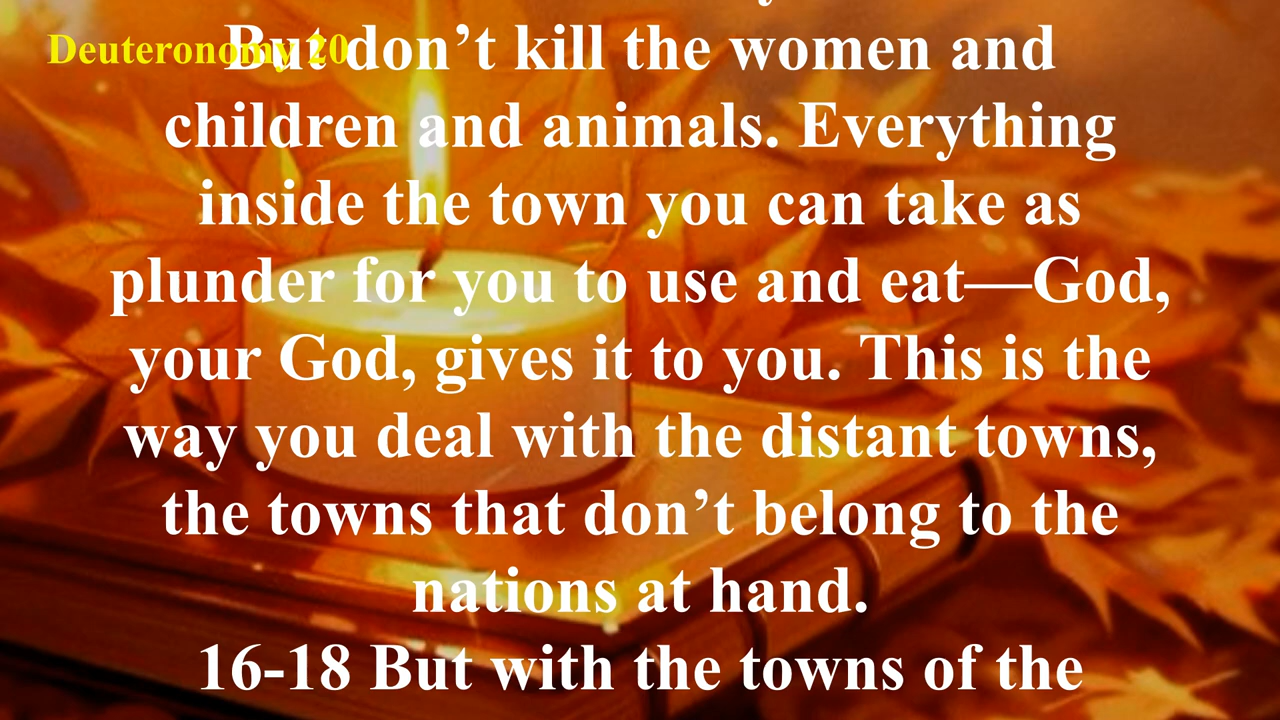 Deuteronomy 20
But don’t kill the women and
children and animals. Everything
inside the town you can take as
plunder for you to use and eat—God,
your God, gives it to you. This is the
way you deal with the distant towns,
the towns that don’t belong to the
nations at hand.
16-18 But with the towns of the